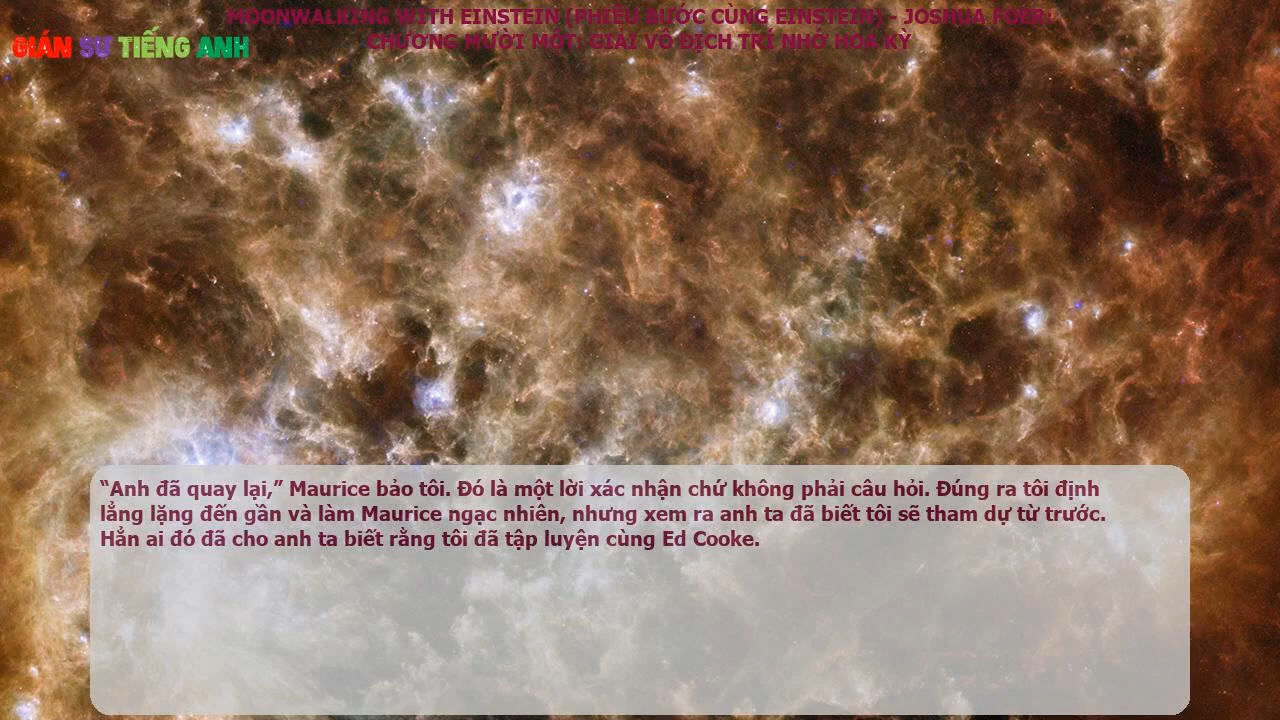 MOONWALKING WITH EINSTEIN (PHIÊU BƯỚC CÙNG EINSTEIN) - JOSHUA FOER
CHƯƠNG MƯỜI MỘT: GIẢI VÔ ĐỊCH TRÍ NHỚ HOA KỲ
GIÁN SỨ TIẾNG ANH
“Anh đã quay lại,” Maurice bảo tôi. Đó là một lời xác nhận chứ không phải câu hỏi. Đúng ra tôi định
lẳng lặng đến gần và làm Maurice ngạc nhiên, nhưng xem ra anh ta đã biết tôi sẽ tham dự từ trước.
Hẳn ai đó đã cho anh ta biết rằng tôi đã tập luyện cùng Ed Cooke.